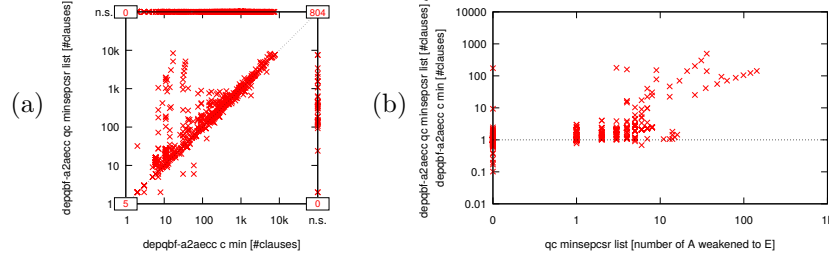 (a)
depqbf-a2aecc qc minsepcsr list [#clauses]
n.s.
10k
1k
100
10
1
0
804
5
0
1 10 100 1k 10k n.s.
depqbf-a2aecc c min [#clauses]
(b)
depqbf-a2aecc qc minsepcsr list [#clauses] /
depqbf-a2aecc c min [#clauses]
10000
1000
100
10
1
0.1
0.01
0 1 10 100 1k
qc minsepcsr list [number of A weakened to E]